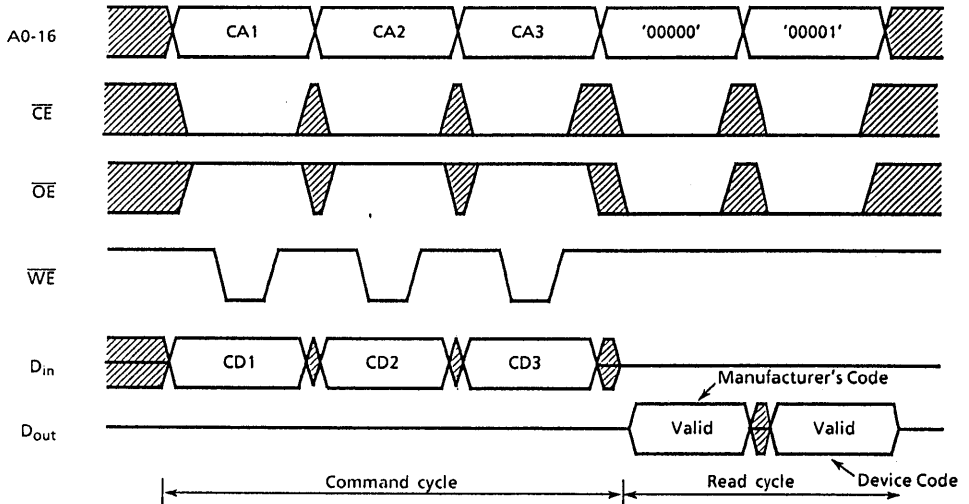 A0-16 CA1 CA2 CA3 '00000' '00001'
CE
OE
WE
Din CD1 CD2 CD3
Manufacturer's Code
Dout Valid Valid
Device Code
Command cycle Read cycle